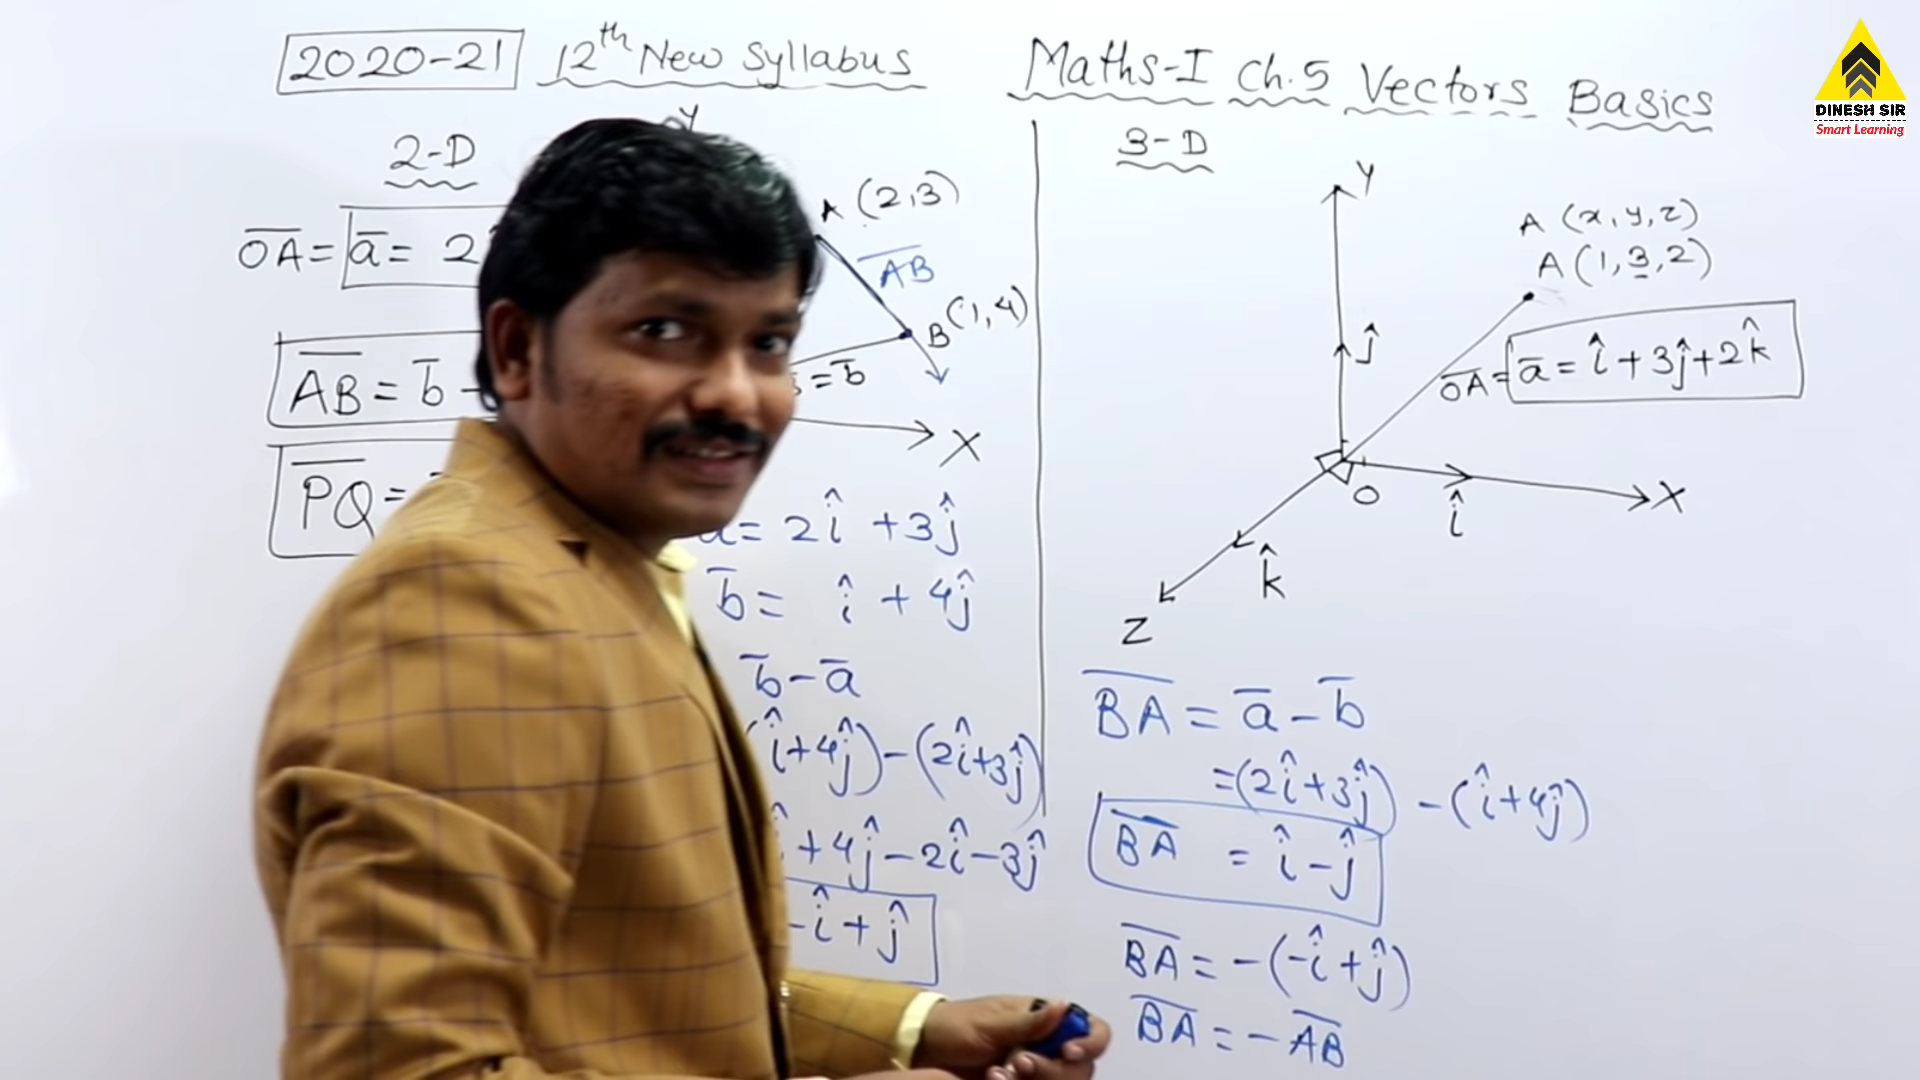 2020-21 12th New Syllabus Maths-I Ch.5 Vectors Basics
DINESH SIR
Smart Learning
2-D
Y
OA = a = 2
A (2,3)
AB
B (1,4)
= b
X
AB = b -
PQ =
a = 2î + 3ĵ
b = î + 4ĵ
b - a
(î + 4ĵ) - (2î + 3ĵ)
î + 4ĵ - 2î - 3ĵ
-î + ĵ
3-D
Y
A (x, y, z)
A (1, 3, 2)
ĵ
OA = a = î + 3ĵ + 2k̂
O
î
X
k̂
Z
BA = a - b
= (2î + 3ĵ) - (î + 4ĵ)
BA = î - ĵ
BA = -(-î + ĵ)
BA = -AB